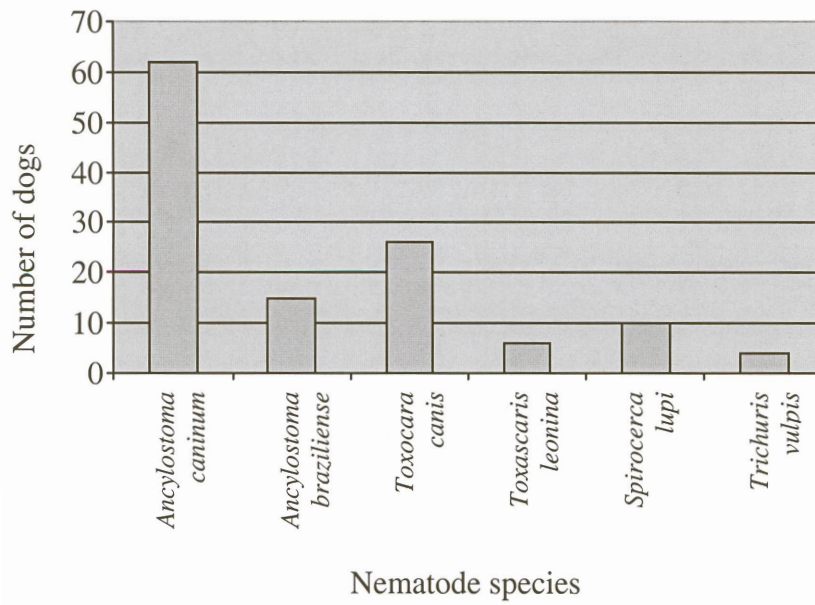 70
60
50
40
30
20
10
0
Number of dogs
Ancylostoma
caninum
Ancylostoma
braziliense
Toxocara
canis
Toxascaris
leonina
Spirocerca
lupi
Trichuris
vulpis
Nematode species